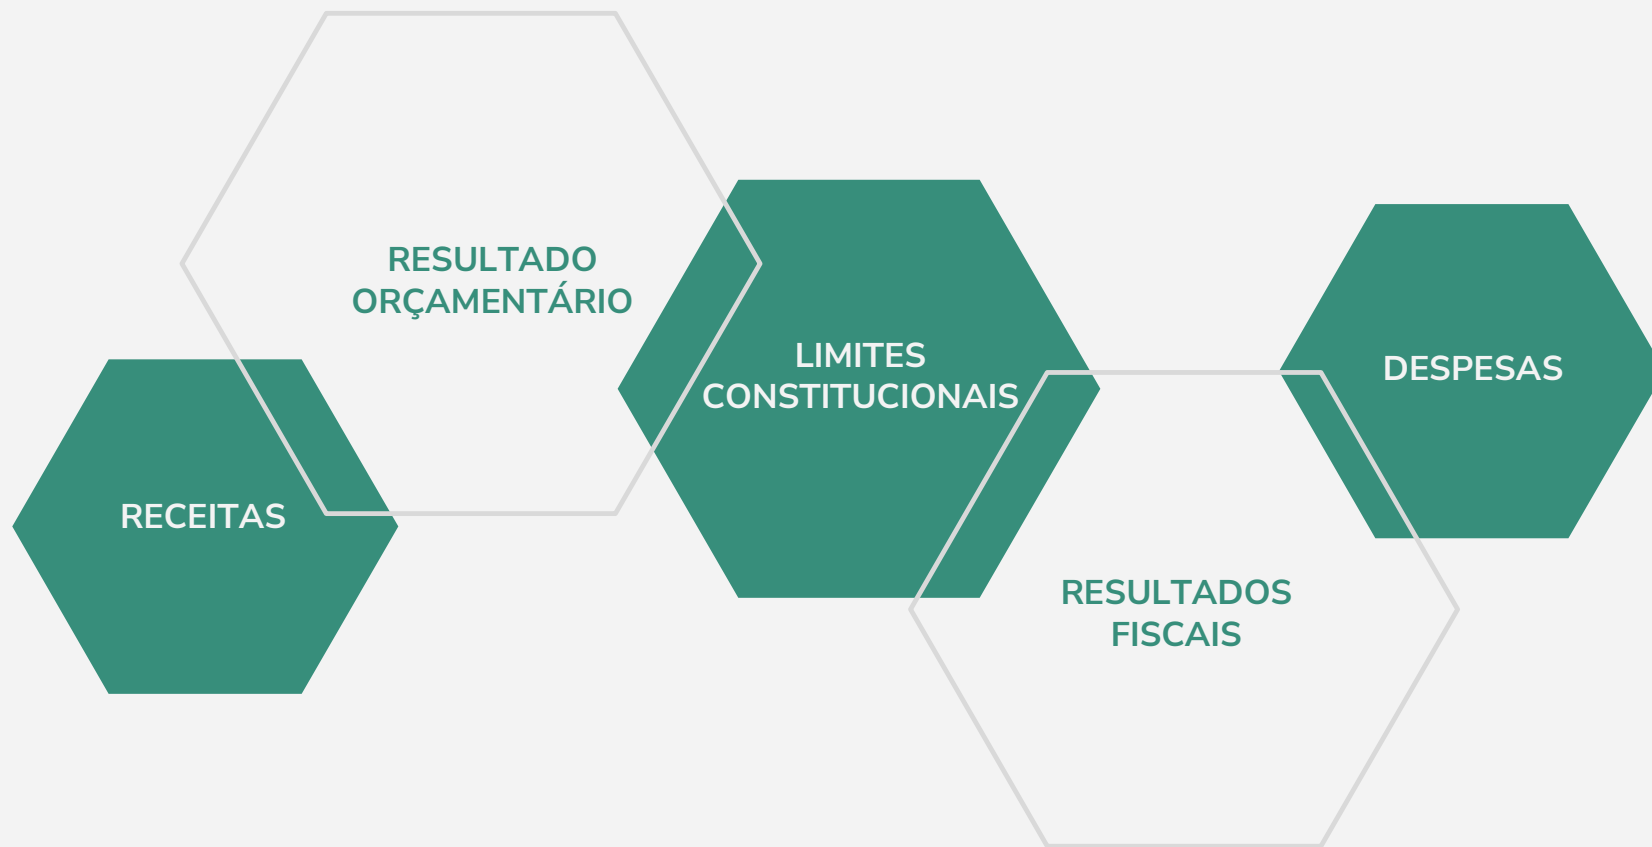 RESULTADO
ORÇAMENTÁRIO
LIMITES
CONSTITUCIONAIS
DESPESAS
RECEITAS
RESULTADOS
FISCAIS